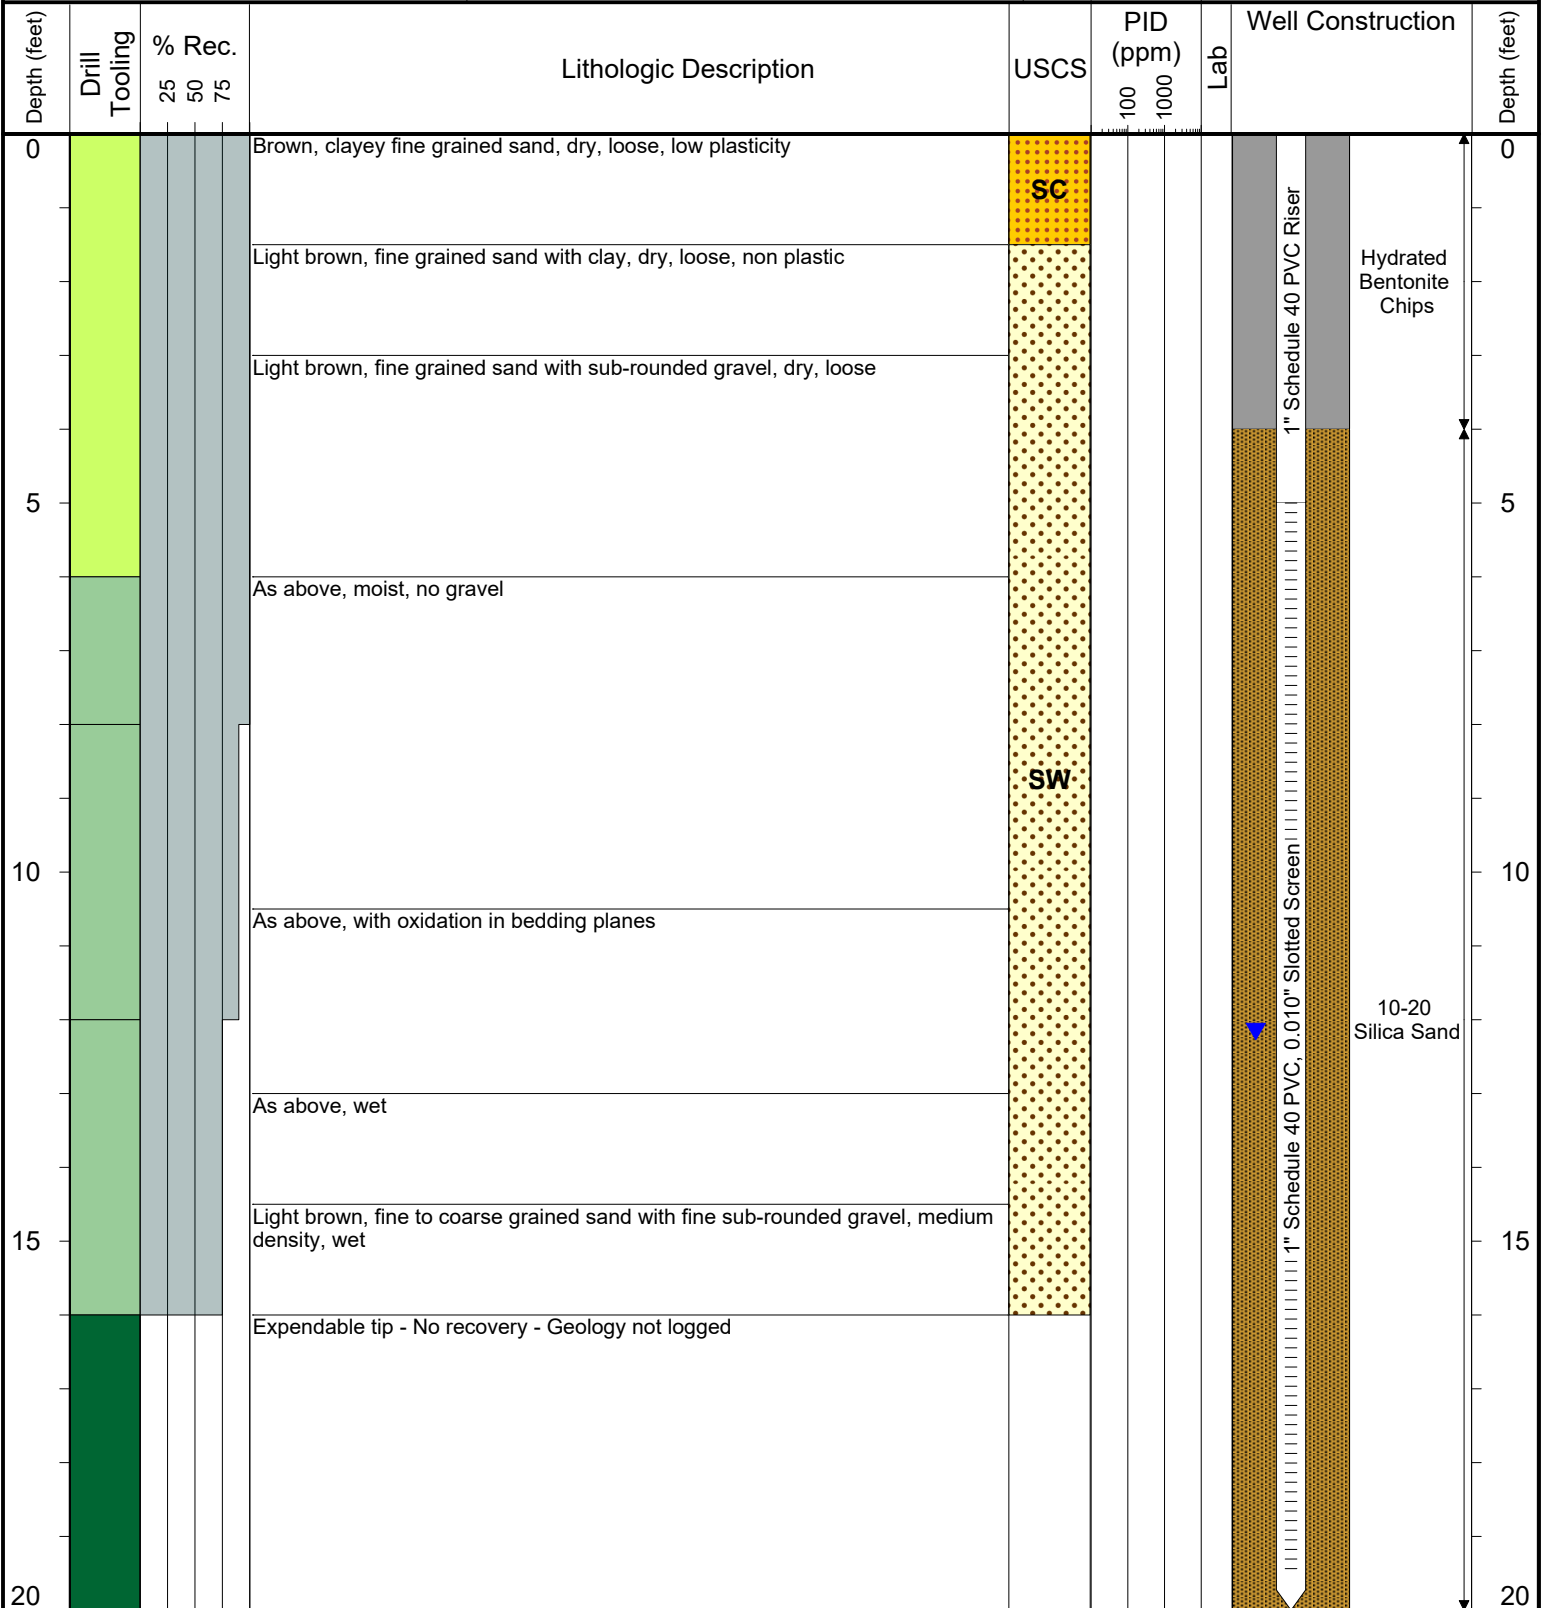 Depth (feet)
Drill Tooling
% Rec.
25 50 75
Lithologic Description
USCS
PID
(ppm)
100 1000
Lab
Well Construction
Depth (feet)
0
Brown, clayey fine grained sand, dry, loose, low plasticity
SC
0
Light brown, fine grained sand with clay, dry, loose, non plastic
1" Schedule 40 PVC Riser
Hydrated
Bentonite
Chips
Light brown, fine grained sand with sub-rounded gravel, dry, loose
5
5
As above, moist, no gravel
SW
10
10
As above, with oxidation in bedding planes
1" Schedule 40 PVC, 0.010" Slotted Screen
10-20
Silica Sand
As above, wet
Light brown, fine to coarse grained sand with fine sub-rounded gravel, medium
density, wet
15
15
Expendable tip - No recovery - Geology not logged
20
20